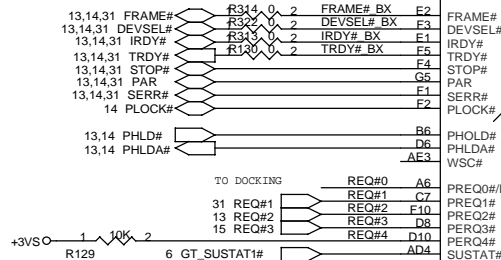 13,14,31 FRAME# 1 R314 0 2 FRAME#_BX E2 FRAME#
13,14,31 DEVSEL# 1 R322 0 2 DEVSEL#_BX F3 DEVSEL#
13,14,31 IRDY# 1 R313 0 2 IRDY#_BX E1 IRDY#
13,14,31 TRDY# 1 R130 0 2 TRDY#_BX F5 TRDY#
13,14,31 STOP# F4 STOP#
13,14,31 PAR G5 PAR
13,14,31 SERR# F1 SERR#
14 PLOCK# F2 PLOCK#
13,14 PHLD# B6 PHOLD#
13,14 PHLDA# D6 PHLDA#
AE3 WSC#
TO DOCKING REQ#0 A6 PREQ0#/
31 REQ#1 REQ#1 C7 PREQ1#
13 REQ#2 REQ#2 F10 PREQ2#
15 REQ#3 REQ#3 D8 PERQ3#
+3VS 1 10K 2 REQ#4 D10 PERQ4#
R129 6 GT_SUSTAT1# AD4 SUSTAT#